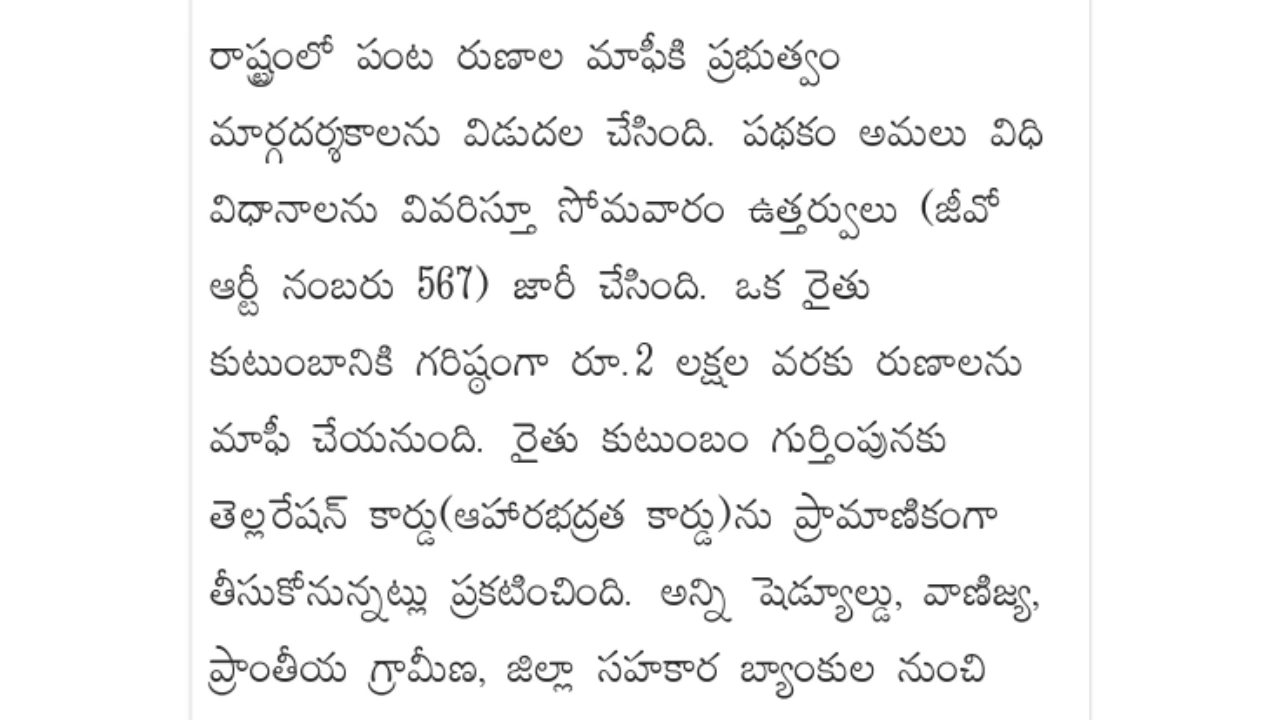 రాష్ట్రంలో పంట రుణాల మాఫీకి ప్రభుత్వం
మార్గదర్శకాలను విడుదల చేసింది. పథకం అమలు విధి
విధానాలను వివరిస్తూ సోమవారం ఉత్తర్వులు (జీవో
ఆర్టీ నంబరు 567) జారీ చేసింది. ఒక రైతు
కుటుంబానికి గరిష్ఠంగా రూ.2 లక్షల వరకు రుణాలను
మాఫీ చేయనుంది. రైతు కుటుంబం గుర్తింపునకు
తెల్లరేషన్ కార్డు(ఆహారభద్రత కార్డు)ను ప్రామాణికంగా
తీసుకోనున్నట్లు ప్రకటించింది. అన్ని షెడ్యూల్డు, వాణిజ్య,
ప్రాంతీయ గ్రామీణ, జిల్లా సహకార బ్యాంకుల నుంచి